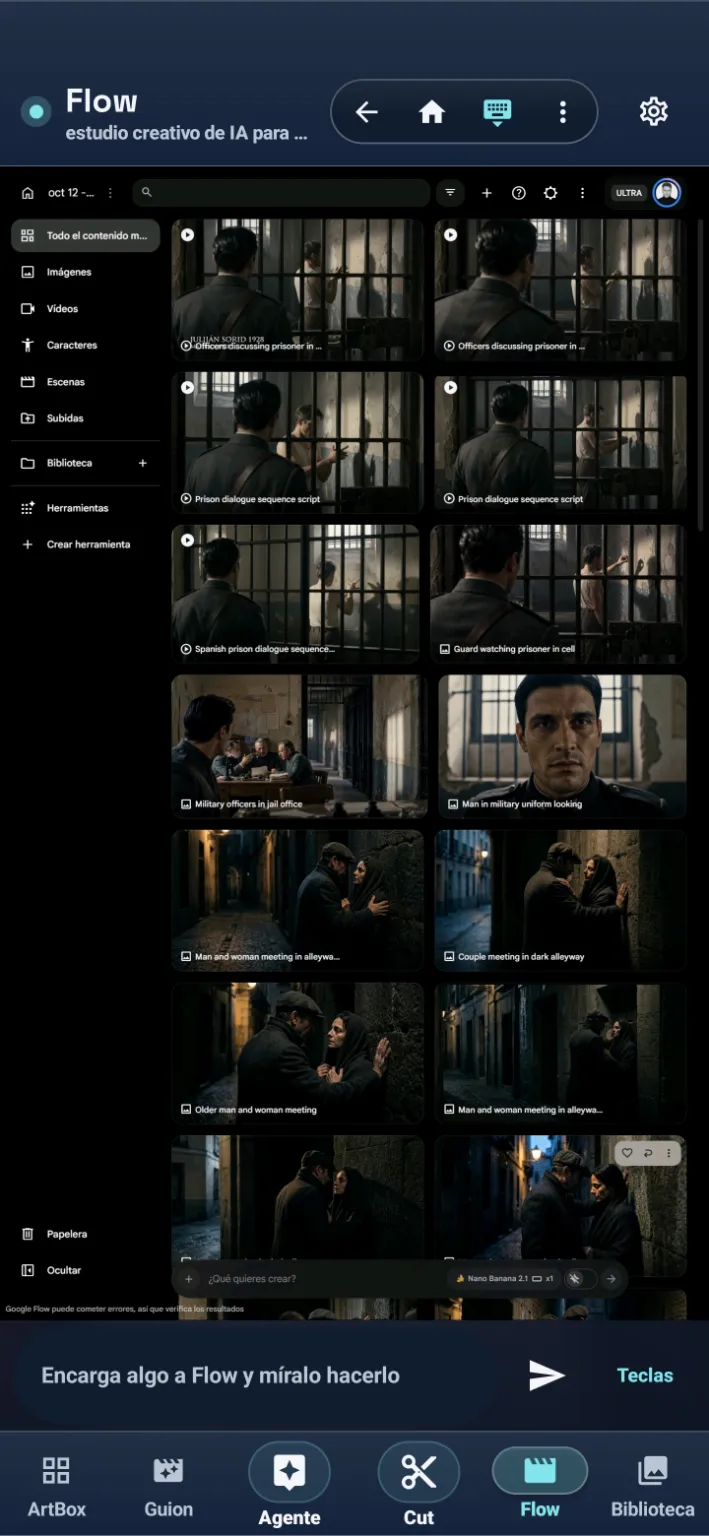 Flow
estudio creativo de IA para ...
oct 12 -...
ULTRA
Todo el contenido m...
Imágenes
Vídeos
Caracteres
Escenas
Subidas
Biblioteca
Herramientas
Crear herramienta
1928
Officers discussing prisoner in ...
Officers discussing prisoner in ...
Prison dialogue sequence script
Prison dialogue sequence script
Spanish prison dialogue sequence...
Guard watching prisoner in cell
Military officers in jail office
Man in military uniform looking
Man and woman meeting in alleywa...
Couple meeting in dark alleyway
Older man and woman meeting
Man and woman meeting in alleywa...
Papelera
Ocultar
¿Qué quieres crear?
Nano Banana 2.1
x1
Google Flow puede cometer errores, así que verifica los resultados
Encarga algo a Flow y míralo hacerlo
Teclas
ArtBox
Guion
Agente
Cut
Flow
Biblioteca